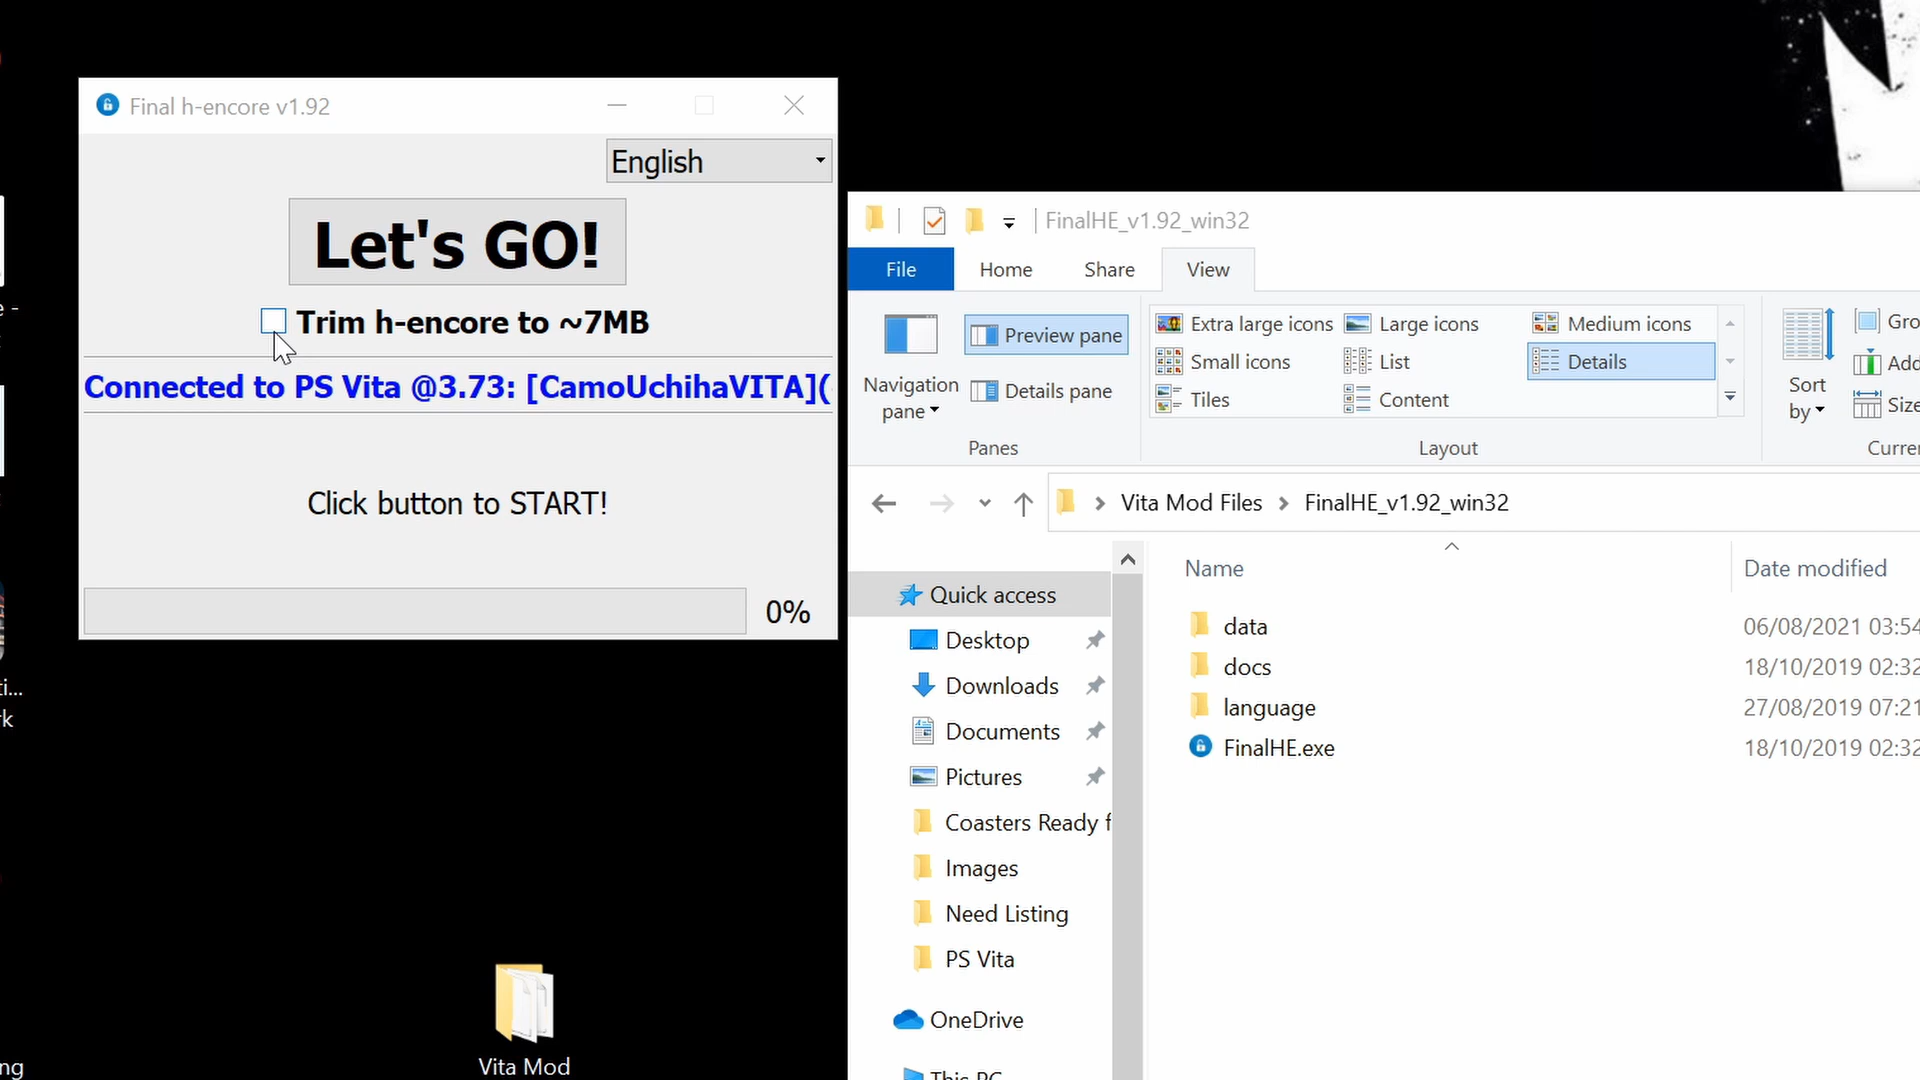 Final h-encore v1.92
English
Let's GO!
Trim h-encore to ~7MB
Connected to PS Vita @3.73: [CamoUchihaVITA](
Click button to START!
0%
FinalHE_v1.92_win32
File Home Share View
Navigation pane
Preview pane
Details pane
Panes
Extra large icons Large icons Medium icons
Small icons List Details
Tiles Content
Layout
Sort by
Vita Mod Files FinalHE_v1.92_win32
Name Date modified
data 06/08/2021 03:54
docs 18/10/2019 02:32
language 27/08/2019 07:21
FinalHE.exe 18/10/2019 02:32
Quick access
Desktop
Downloads
Documents
Pictures
Coasters Ready f
Images
Need Listing
PS Vita
OneDrive
This PC
Vita Mod